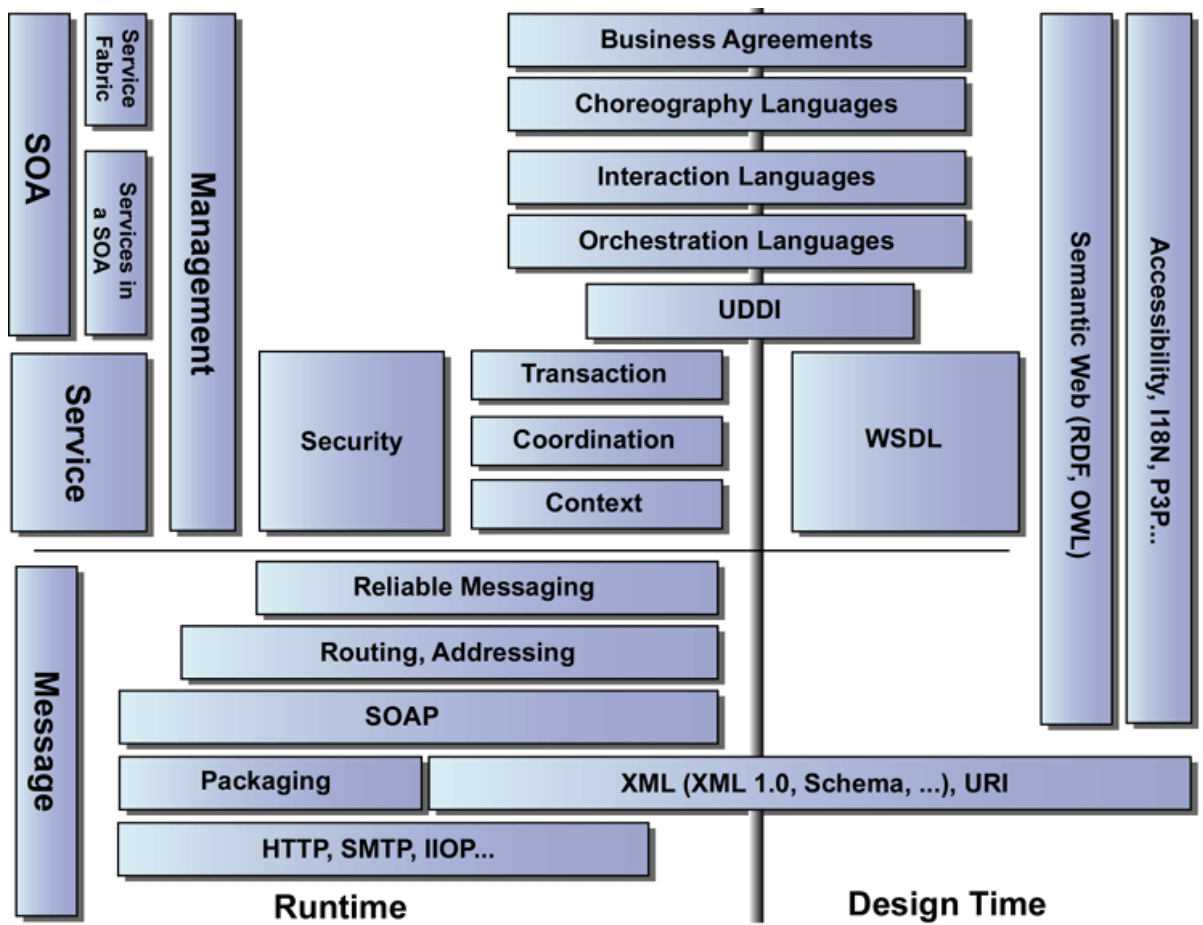 SOA
Service
Fabric
Services in
a SOA
Management
Service
Message
Business Agreements
Choreography Languages
Interaction Languages
Orchestration Languages
UDDI
Security
Transaction
Coordination
Context
WSDL
Semantic Web (RDF, OWL)
Accessibility, I18N, P3P...
Reliable Messaging
Routing, Addressing
SOAP
Packaging
XML (XML 1.0, Schema, ...), URI
HTTP, SMTP, IIOP...
Runtime
Design Time